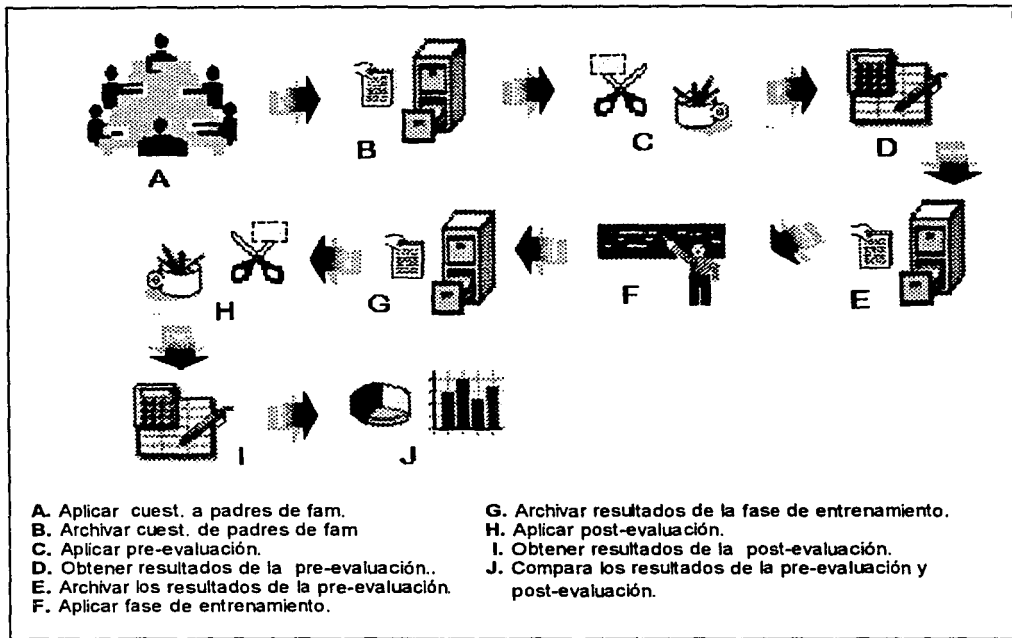 A
B
C
D
E
F
G
H
I
J
A. Aplicar cuest. a padres de fam.
B. Archivar cuest. de padres de fam
C. Aplicar pre-evaluación.
D. Obtener resultados de la pre-evaluación..
E. Archivar los resultados de la pre-evaluación.
F. Aplicar fase de entrenamiento.
G. Archivar resultados de la fase de entrenamiento.
H. Aplicar post-evaluación.
I. Obtener resultados de la post-evaluación.
J. Compara los resultados de la pre-evaluación y
post-evaluación.